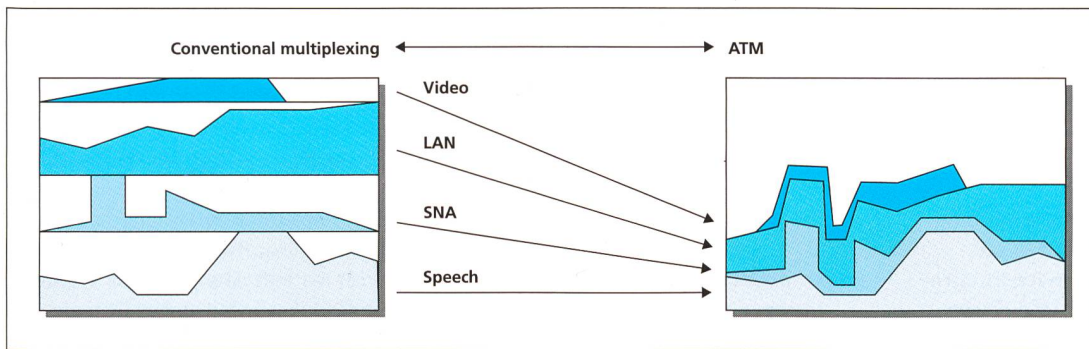 Conventional multiplexing
ATM
Video
LAN
SNA
Speech